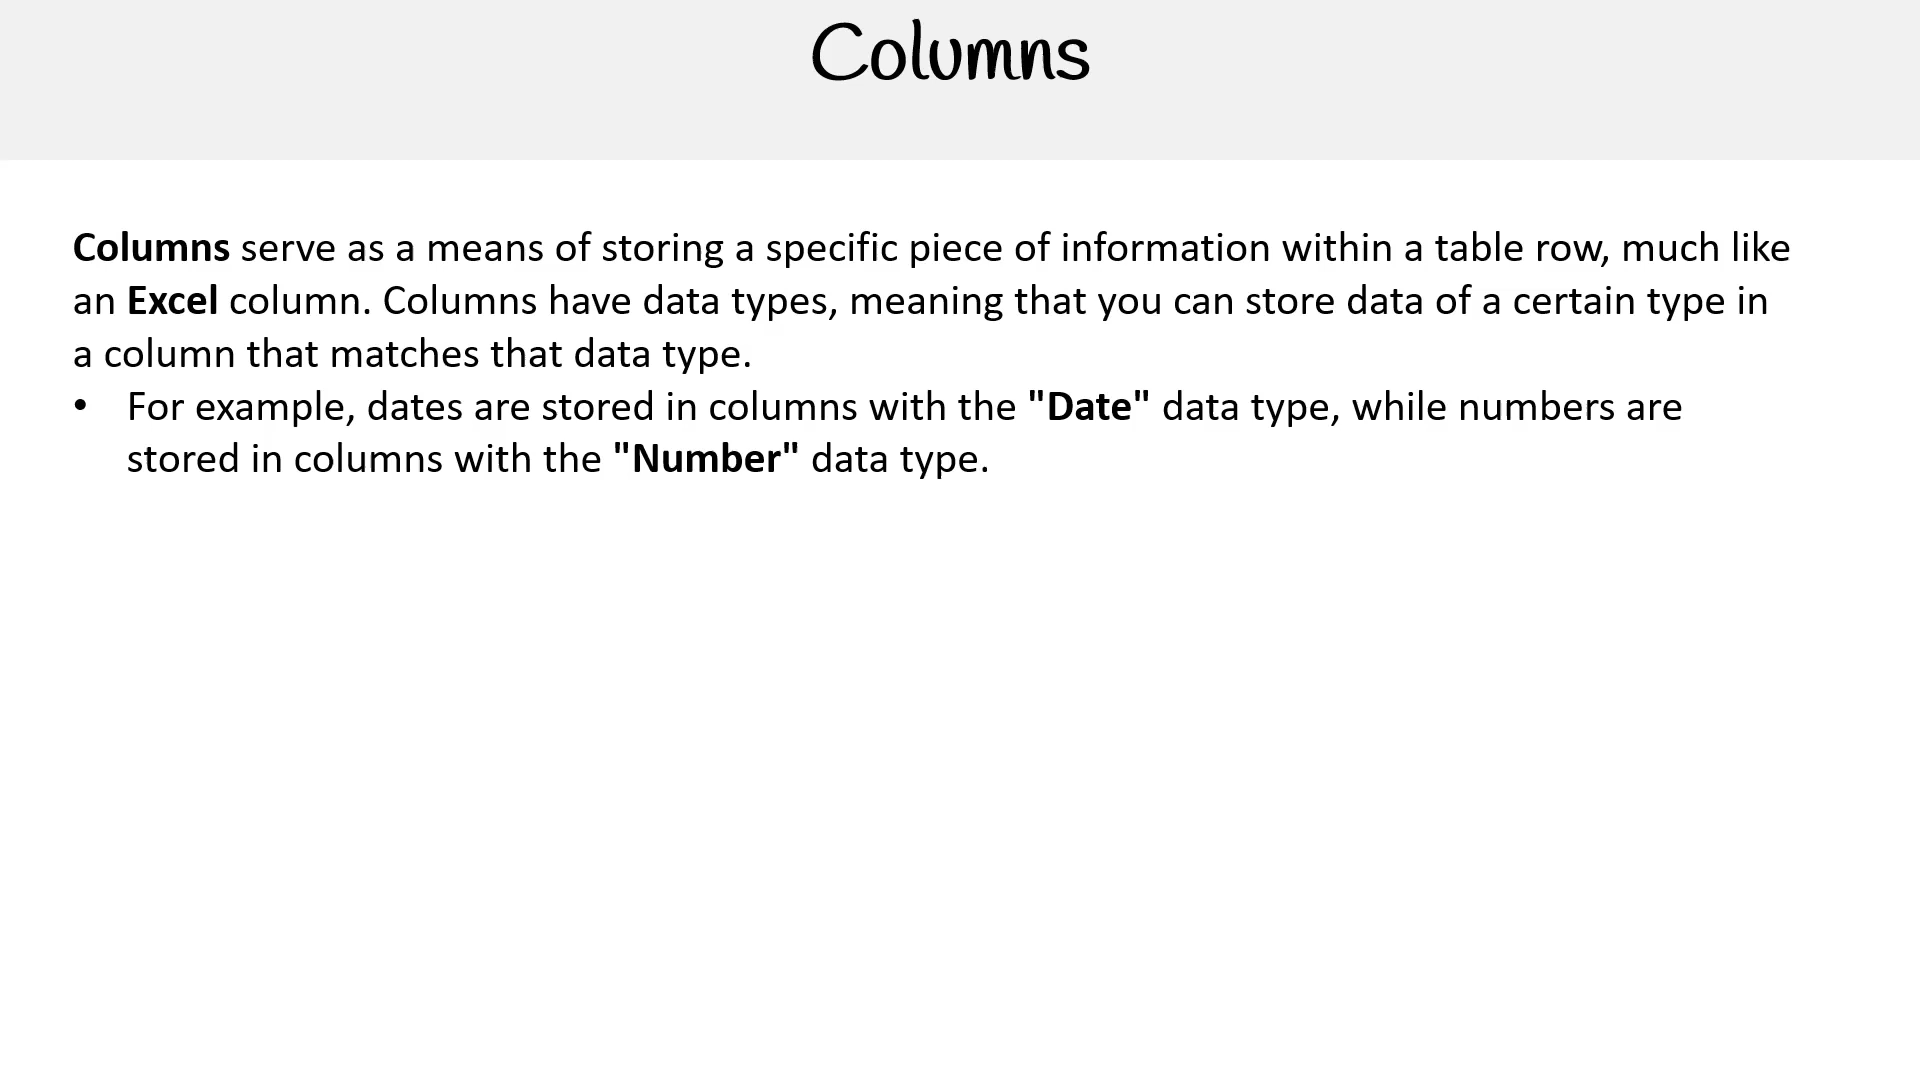 Columns
Columns serve as a means of storing a specific piece of information within a table row, much like
an Excel column. Columns have data types, meaning that you can store data of a certain type in
a column that matches that data type.
• For example, dates are stored in columns with the "Date" data type, while numbers are
stored in columns with the "Number" data type.